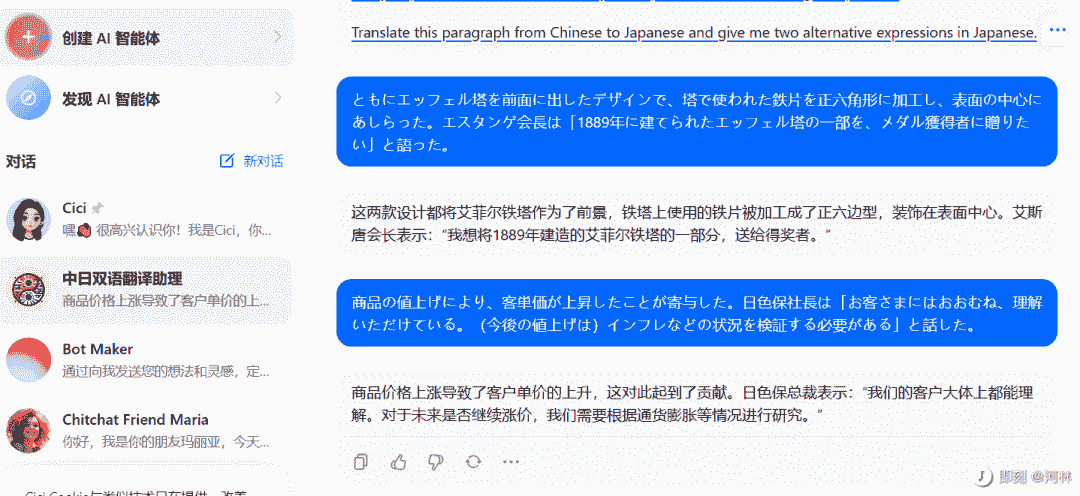 创建 AI 智能体
发现 AI 智能体
对话
新对话
Cici
嘿 很高兴认识你！我是Cici，你...
中日双语翻译助理
商品价格上涨导致了客户单价的上...
Bot Maker
通过向我发送您的想法和灵感，定...
Chitchat Friend Maria
你好，我是你的朋友玛丽亚，今天...
Translate this paragraph from Chinese to Japanese and give me two alternative expressions in Japanese.
ともにエッフェル塔を前面に出したデザインで、塔で使われた鉄片を正六角形に加工し、表面の中心に
あしらった。エスタンゲ会長は「1889年に建てられたエッフェル塔の一部を、メダル獲得者に贈りた
い」と語った。
这两款设计都将艾菲尔铁塔作为了前景，铁塔上使用的铁片被加工成了正六边型，装饰在表面中心。艾斯
唐会长表示：“我想将1889年建造的艾菲尔铁塔的一部分，送给得奖者。”
商品の値上げにより、客単価が上昇したことが寄与した。日色保社長は「お客さまにはおおむね、理解
いただけている。（今後の値上げは）インフレなどの状況を検証する必要がある」と話した。
商品价格上涨导致了客户单价的上升，这对此起到了贡献。日色保总裁表示：“我们的客户大体上都能理
解。对于未来是否继续涨价，我们需要根据通货膨胀等情况进行研究。”
即刻 @河林